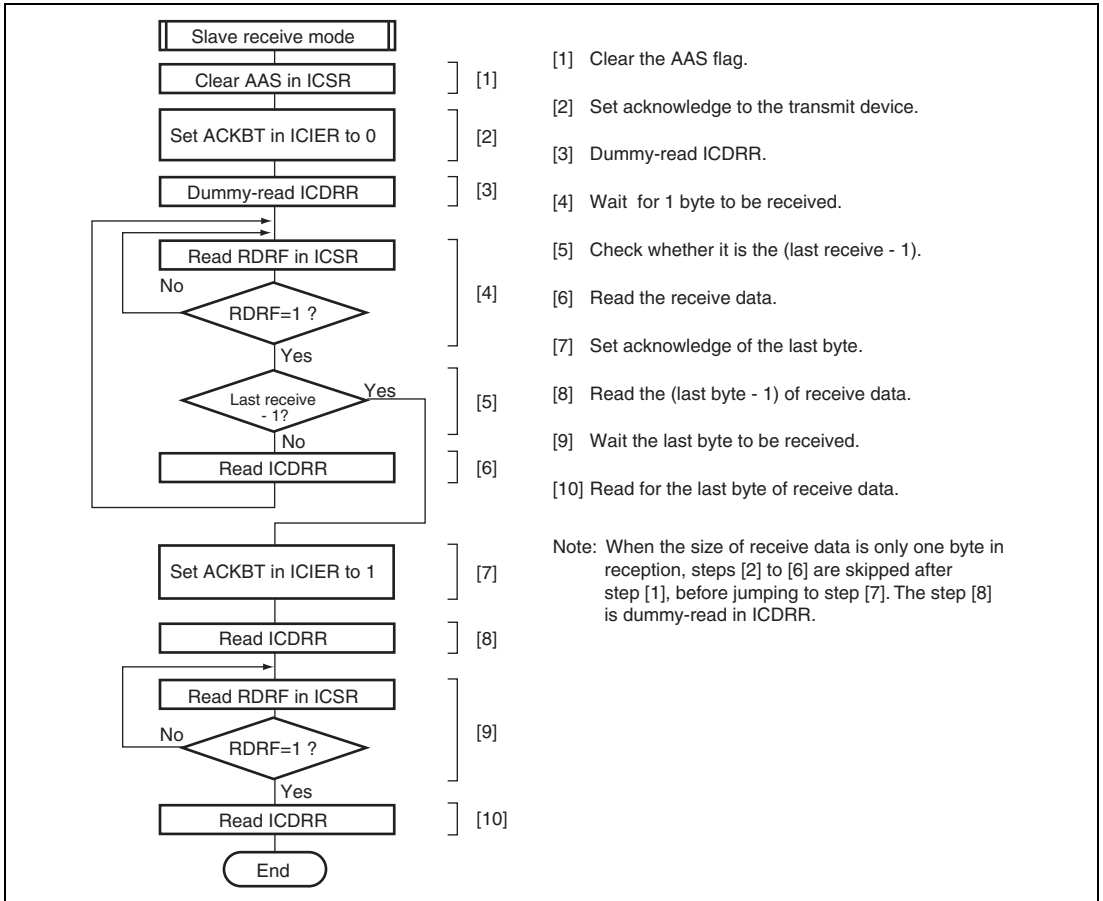 Slave receive mode
Clear AAS in ICSR
[1]
Set ACKBT in ICIER to 0
[2]
Dummy-read ICDRR
[3]
Read RDRF in ICSR
No
RDRF=1 ?
[4]
Yes
Last receive
- 1?
Yes
[5]
No
Read ICDRR
[6]
Set ACKBT in ICIER to 1
[7]
Read ICDRR
[8]
Read RDRF in ICSR
No
RDRF=1 ?
[9]
Yes
Read ICDRR
[10]
End
[1] Clear the AAS flag.
[2] Set acknowledge to the transmit device.
[3] Dummy-read ICDRR.
[4] Wait for 1 byte to be received.
[5] Check whether it is the (last receive - 1).
[6] Read the receive data.
[7] Set acknowledge of the last byte.
[8] Read the (last byte - 1) of receive data.
[9] Wait the last byte to be received.
[10] Read for the last byte of receive data.
Note: When the size of receive data is only one byte in
reception, steps [2] to [6] are skipped after
step [1], before jumping to step [7]. The step [8]
is dummy-read in ICDRR.